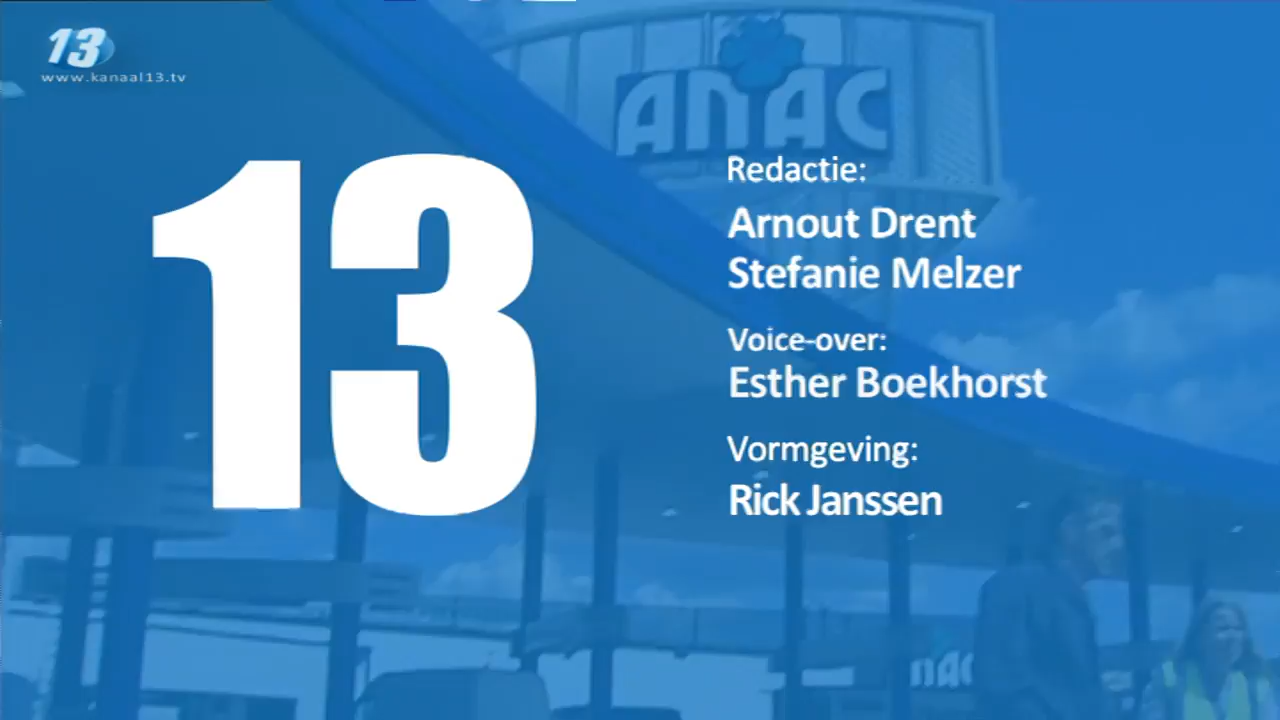 13
www.kanaal13.tv
ANAC
13
Redactie:
Arnout Drent
Stefanie Melzer
Voice-over:
Esther Boekhorst
Vormgeving:
Rick Janssen
ANAC